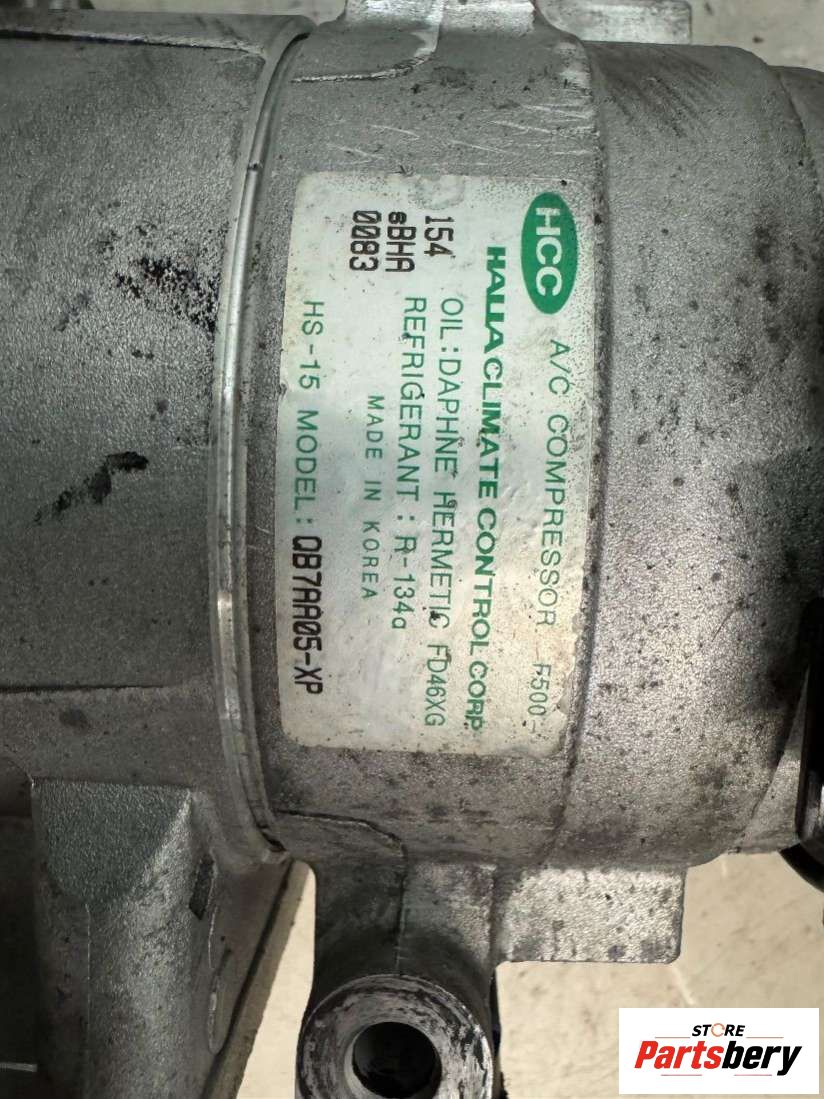 HCC A/C COMPRESSOR F500-
HALLA CLIMATE CONTROL CORP
154 OIL:DAPHNE HERMETIC FD46XG
sBHA REFRIGERANT : R-134a
0083 MADE IN KOREA
HS-15 MODEL: QB7AA05-XP
STORE
Partsbery